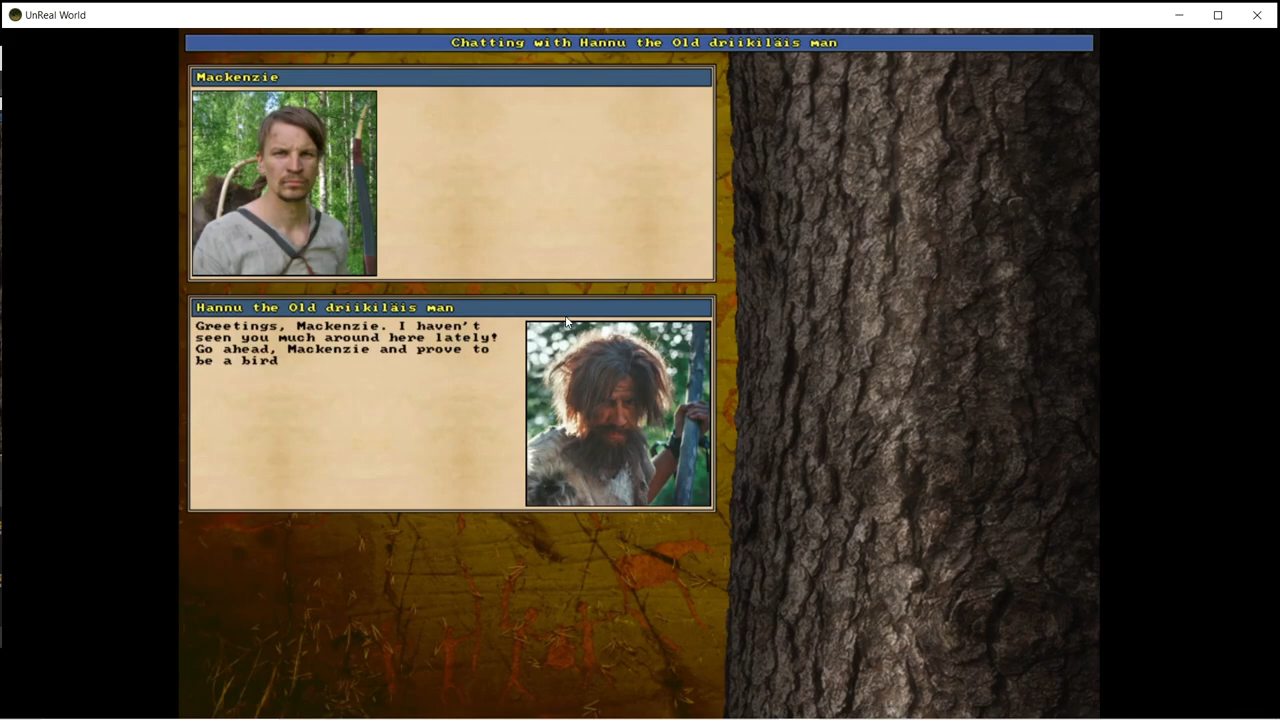 UnReal World
Chatting with Hannu the Old driikiläis man
Mackenzie
Hannu the Old driikiläis man
Greetings, Mackenzie. I haven't
seen you much around here lately!
Go ahead, Mackenzie and prove to
be a bird